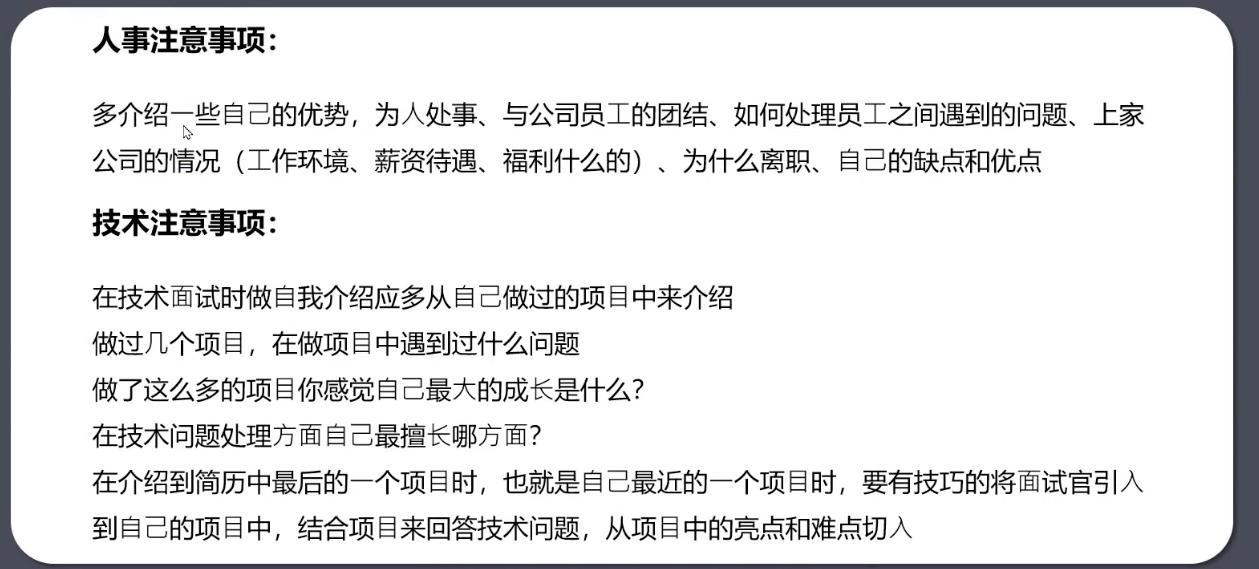 人事注意事项：
多介绍一些自己的优势，为人处事、与公司员工的团结、如何处理员工之间遇到的问题、上家
公司的情况（工作环境、薪资待遇、福利什么的）、为什么离职、自己的缺点和优点
技术注意事项：
在技术面试时做自我介绍应多从自己做过的项目中来介绍
做过几个项目，在做项目中遇到过什么问题
做了这么多的项目你感觉自己最大的成长是什么？
在技术问题处理方面自己最擅长哪方面？
在介绍到简历中最后的一个项目时，也就是自己最近的一个项目时，要有技巧的将面试官引入
到自己的项目中，结合项目来回答技术问题，从项目中的亮点和难点切入